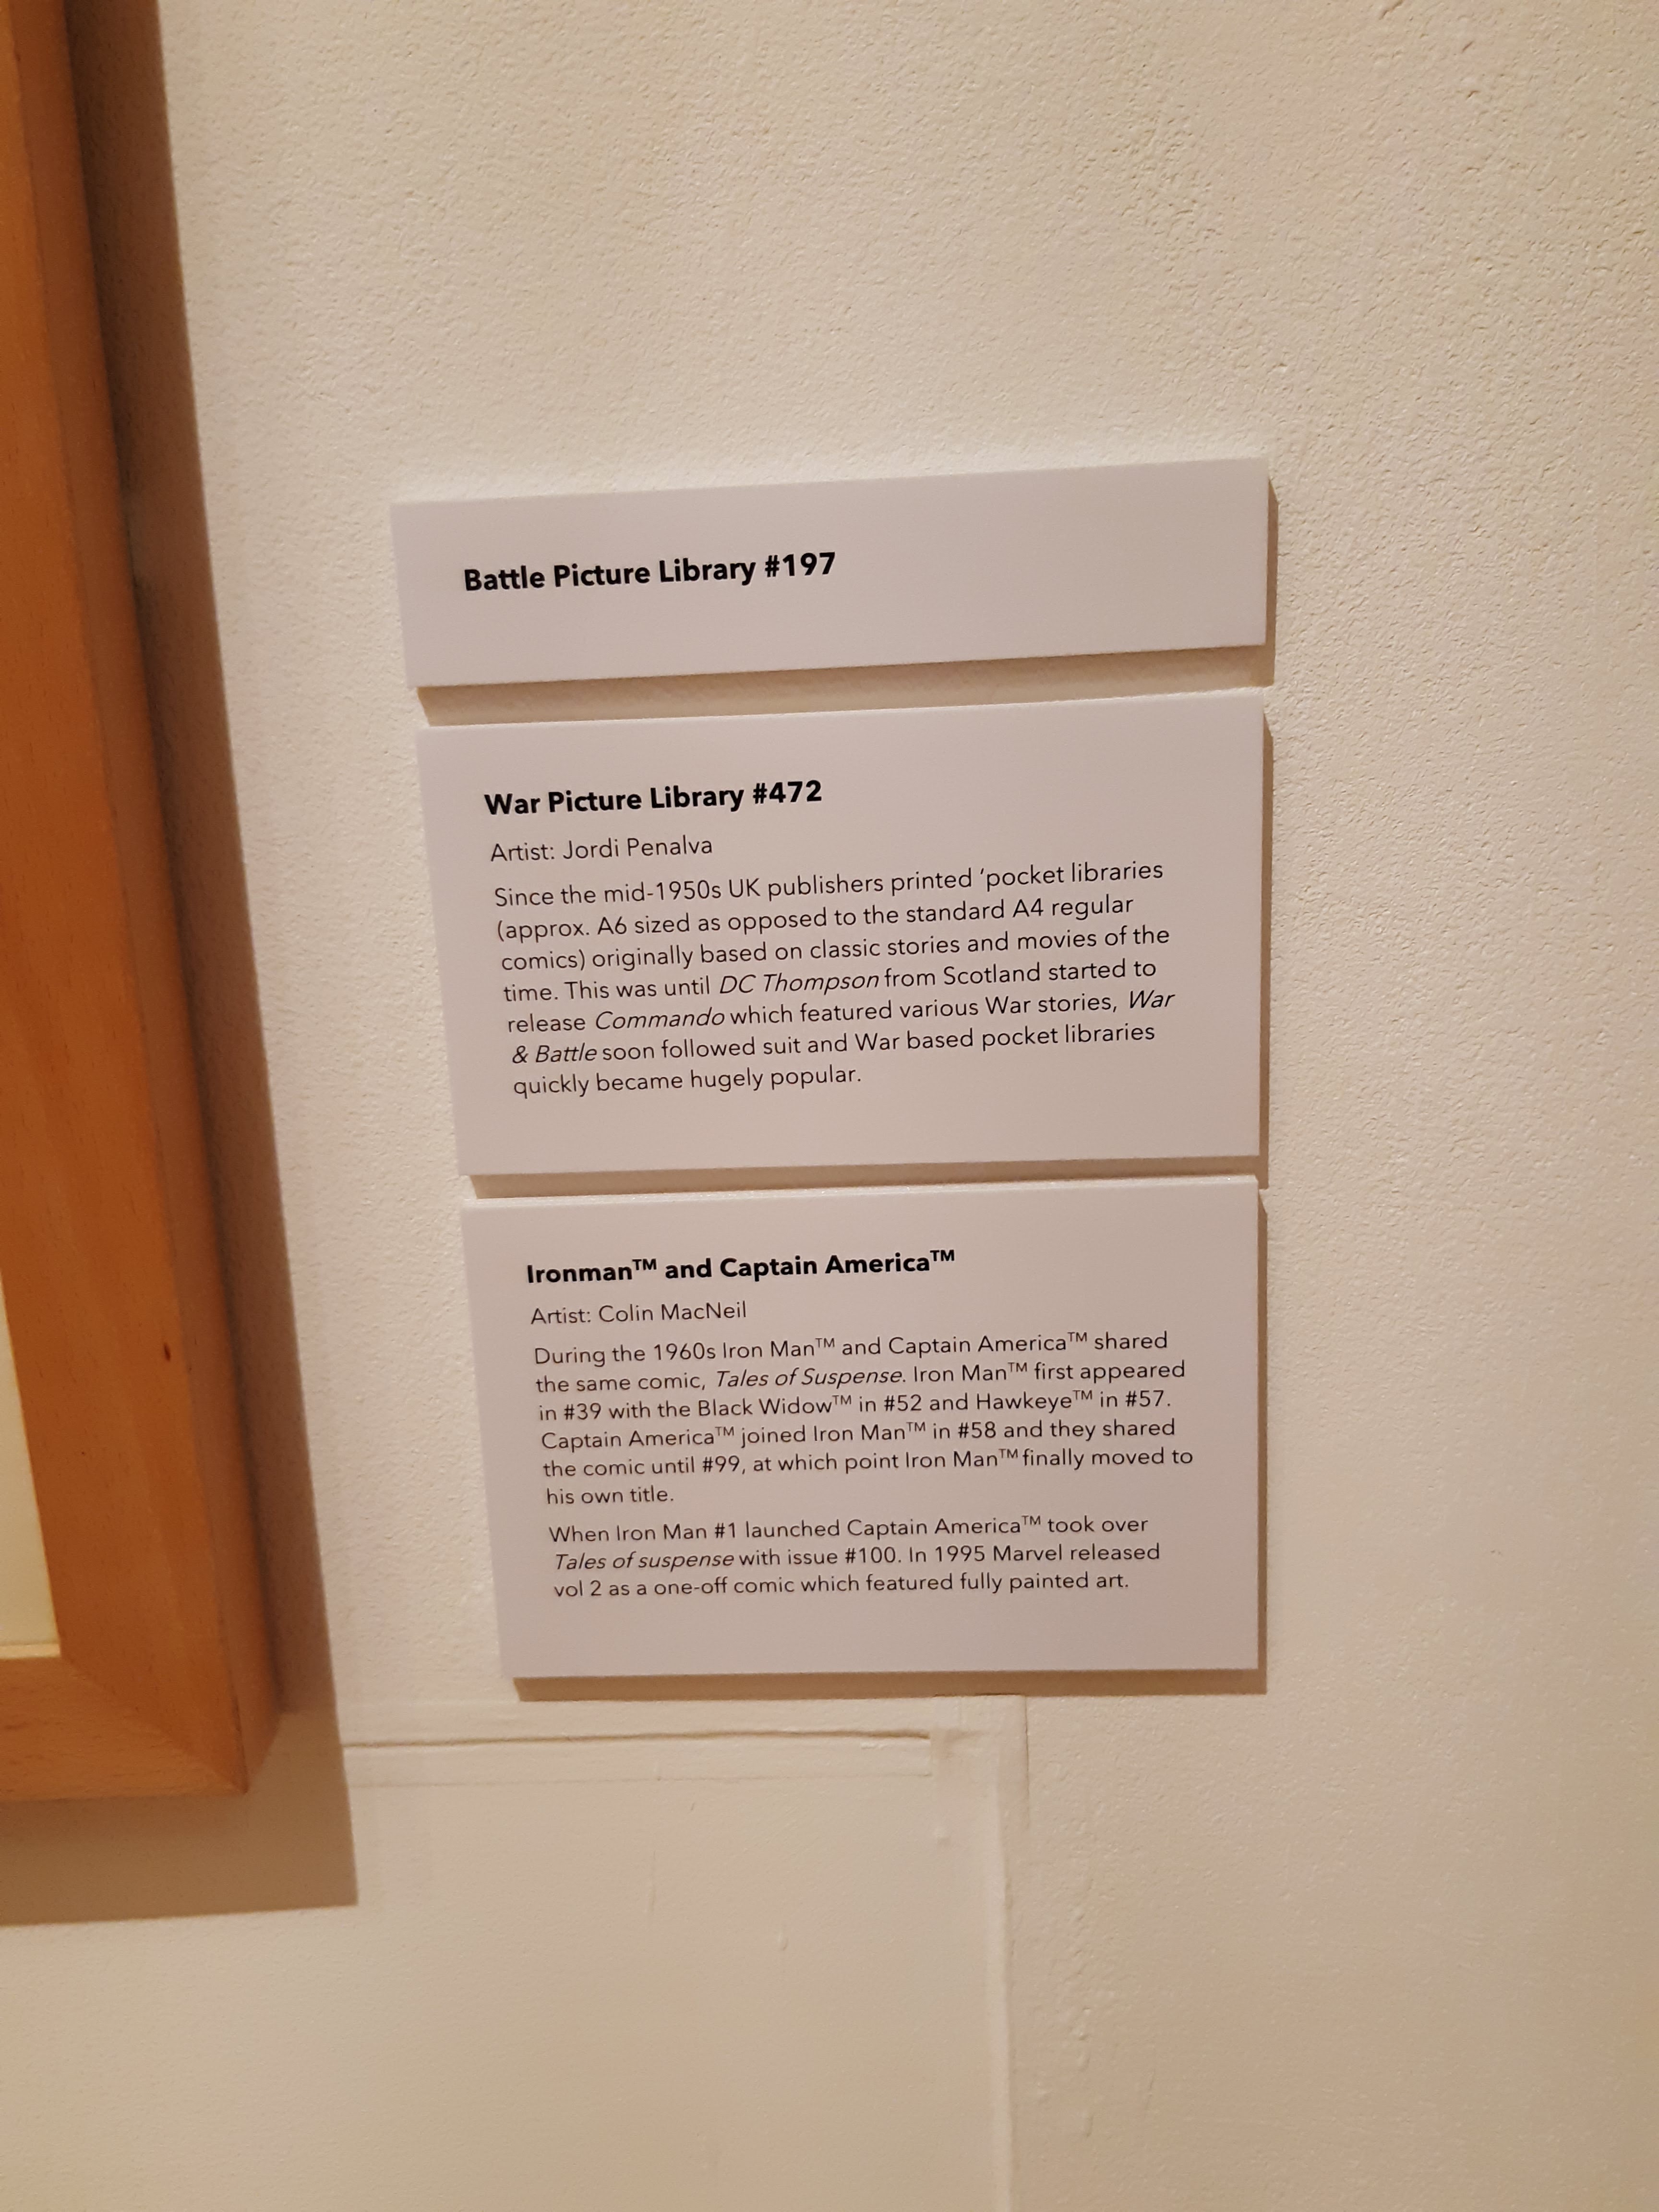 Battle Picture Library #197
War Picture Library #472
Artist: Jordi Penalva
Since the mid-1950s UK publishers printed ‘pocket libraries
(approx. A6 sized as opposed to the standard A4 regular
comics) originally based on classic stories and movies of the
time. This was until DC Thompson from Scotland started to
release Commando which featured various War stories, War
& Battle soon followed suit and War based pocket libraries
quickly became hugely popular.
Ironman™ and Captain America™
Artist: Colin MacNeil
During the 1960s Iron Man™ and Captain America™ shared
the same comic, Tales of Suspense. Iron Man™ first appeared
in #39 with the Black Widow™ in #52 and Hawkeye™ in #57.
Captain America™ joined Iron Man™ in #58 and they shared
the comic until #99, at which point Iron Man™ finally moved to
his own title.
When Iron Man #1 launched Captain America™ took over
Tales of suspense with issue #100. In 1995 Marvel released
vol 2 as a one-off comic which featured fully painted art.